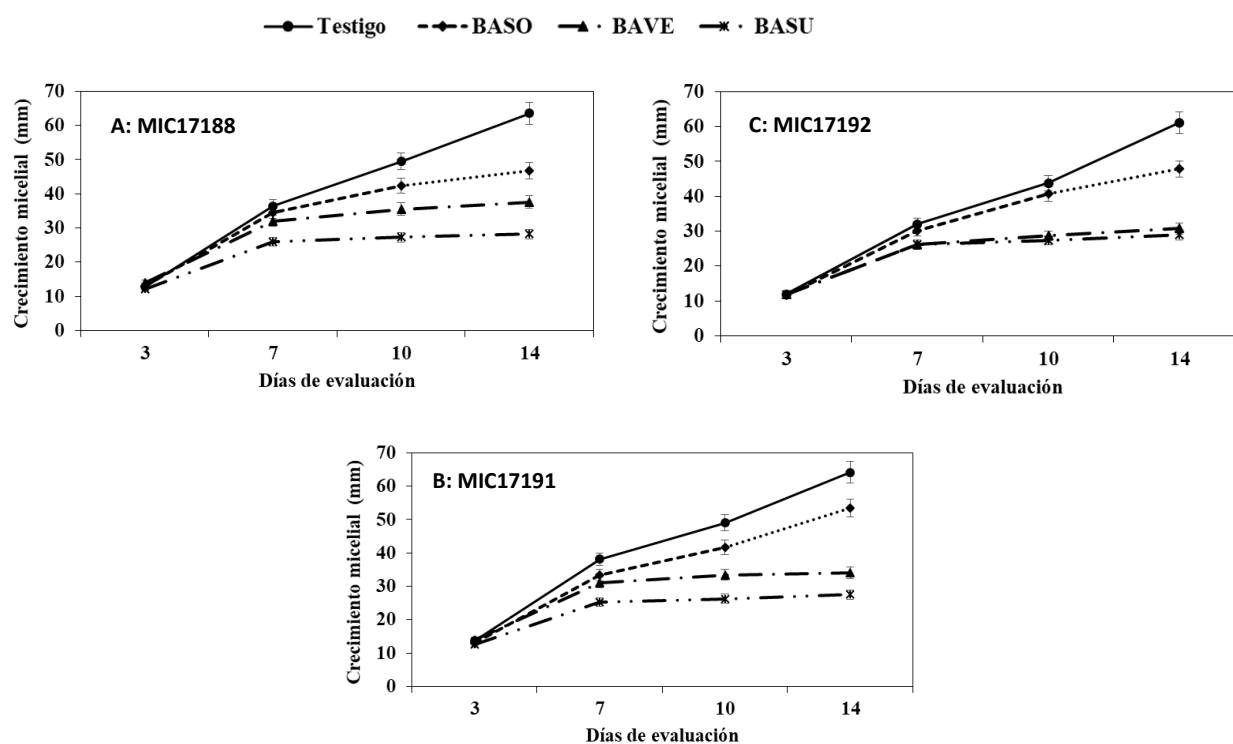 Testigo BASO BAVE BASU
A: MIC17188
Crecimiento micelial (mm)
70
60
50
40
30
20
10
0
3 7 10 14
Días de evaluación
C: MIC17192
Crecimiento micelial (mm)
70
60
50
40
30
20
10
0
3 7 10 14
Días de evaluación
B: MIC17191
Crecimiento micelial (mm)
70
60
50
40
30
20
10
0
3 7 10 14
Días de evaluación